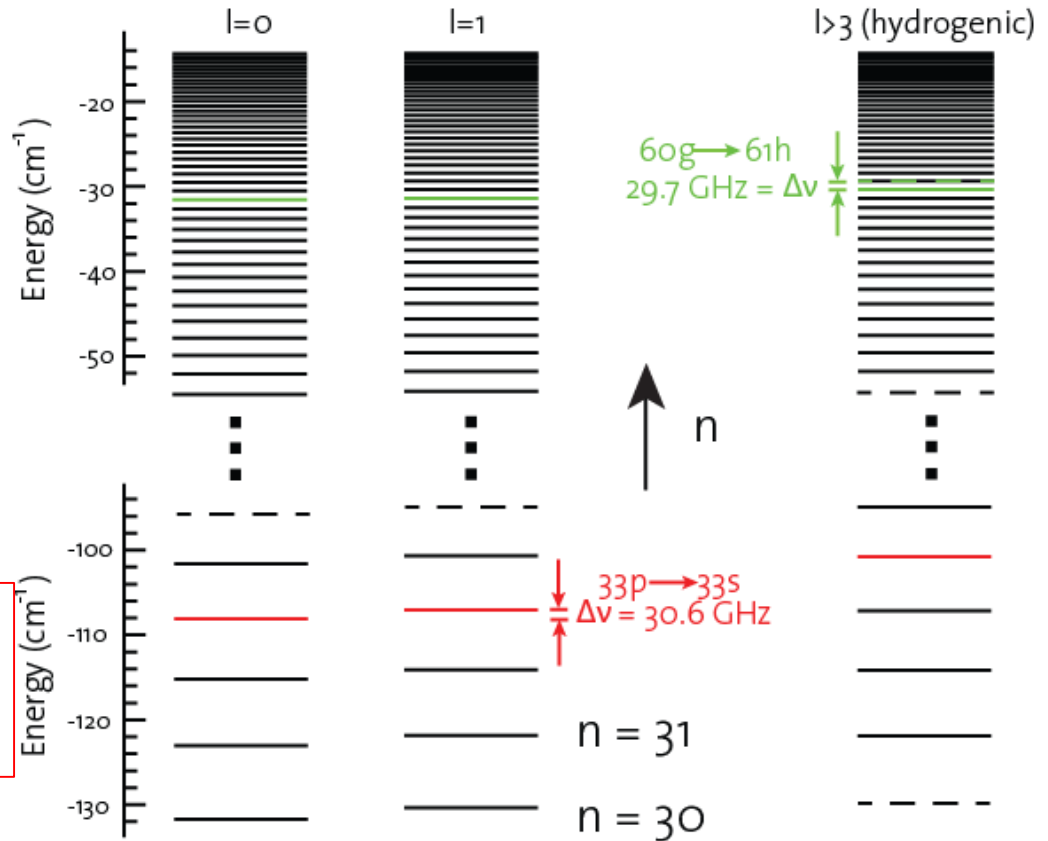 l=0
l=1
l>3 (hydrogenic)
Energy (cm⁻¹)
-20
-30
-40
-50
60g→61h
29.7 GHz = Δν
n
Energy (cm⁻¹)
-100
-110
-120
-130
33p→33s
Δν = 30.6 GHz
n = 31
n = 30